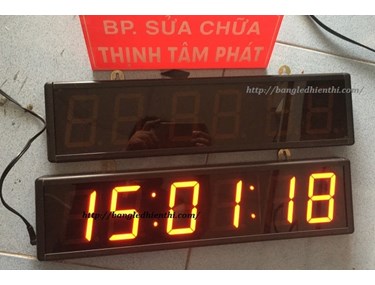 BP. SỬA CHỮA
THỊNH TÂM PHÁT
http://bangledhienthi.com/
http://bangledhienthi.com/
15:01:18